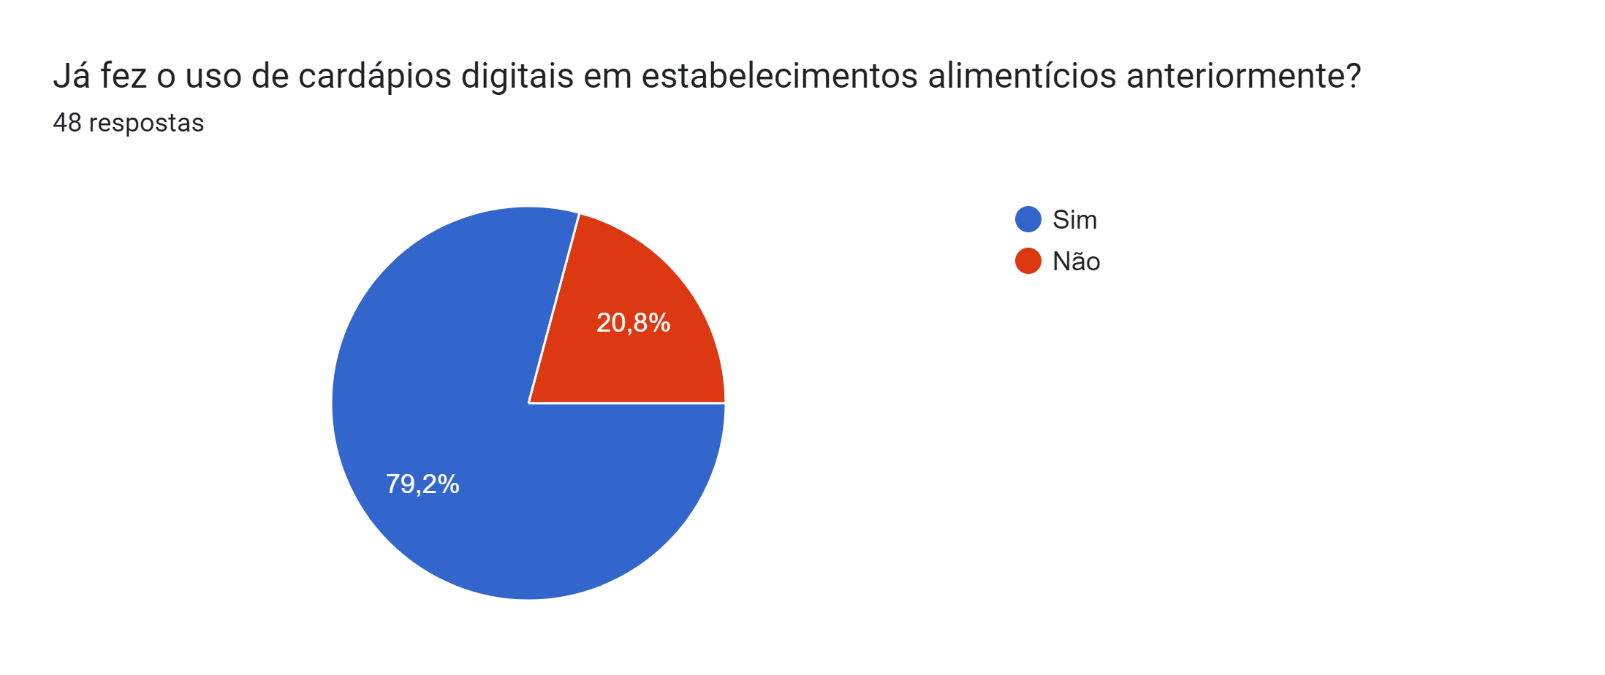 Já fez o uso de cardápios digitais em estabelecimentos alimentícios anteriormente?
48 respostas
Sim
Não
20,8%
79,2%